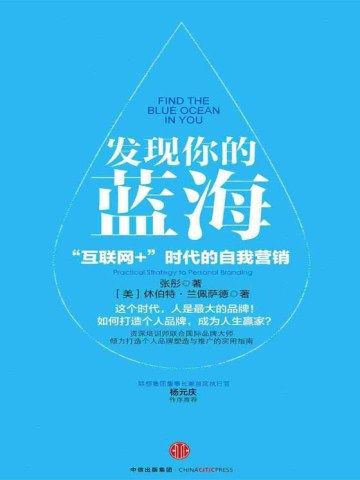 FIND THE
BLUE OCEAN
IN YOU
发现你的
蓝海
“互联网+”时代的自我营销
Practical Strategy to Personal Branding
张彤◎著
［美］休伯特·兰佩萨德◎著
这个时代，人是最大的品牌！
如何打造个人品牌，成为人生赢家？
资深培训师联合国际品牌大师
倾力打造个人品牌塑造与推广的实用指南
联想集团董事长兼首席执行官
杨元庆
作序推荐
中信出版集团·CHINACITICPRESS